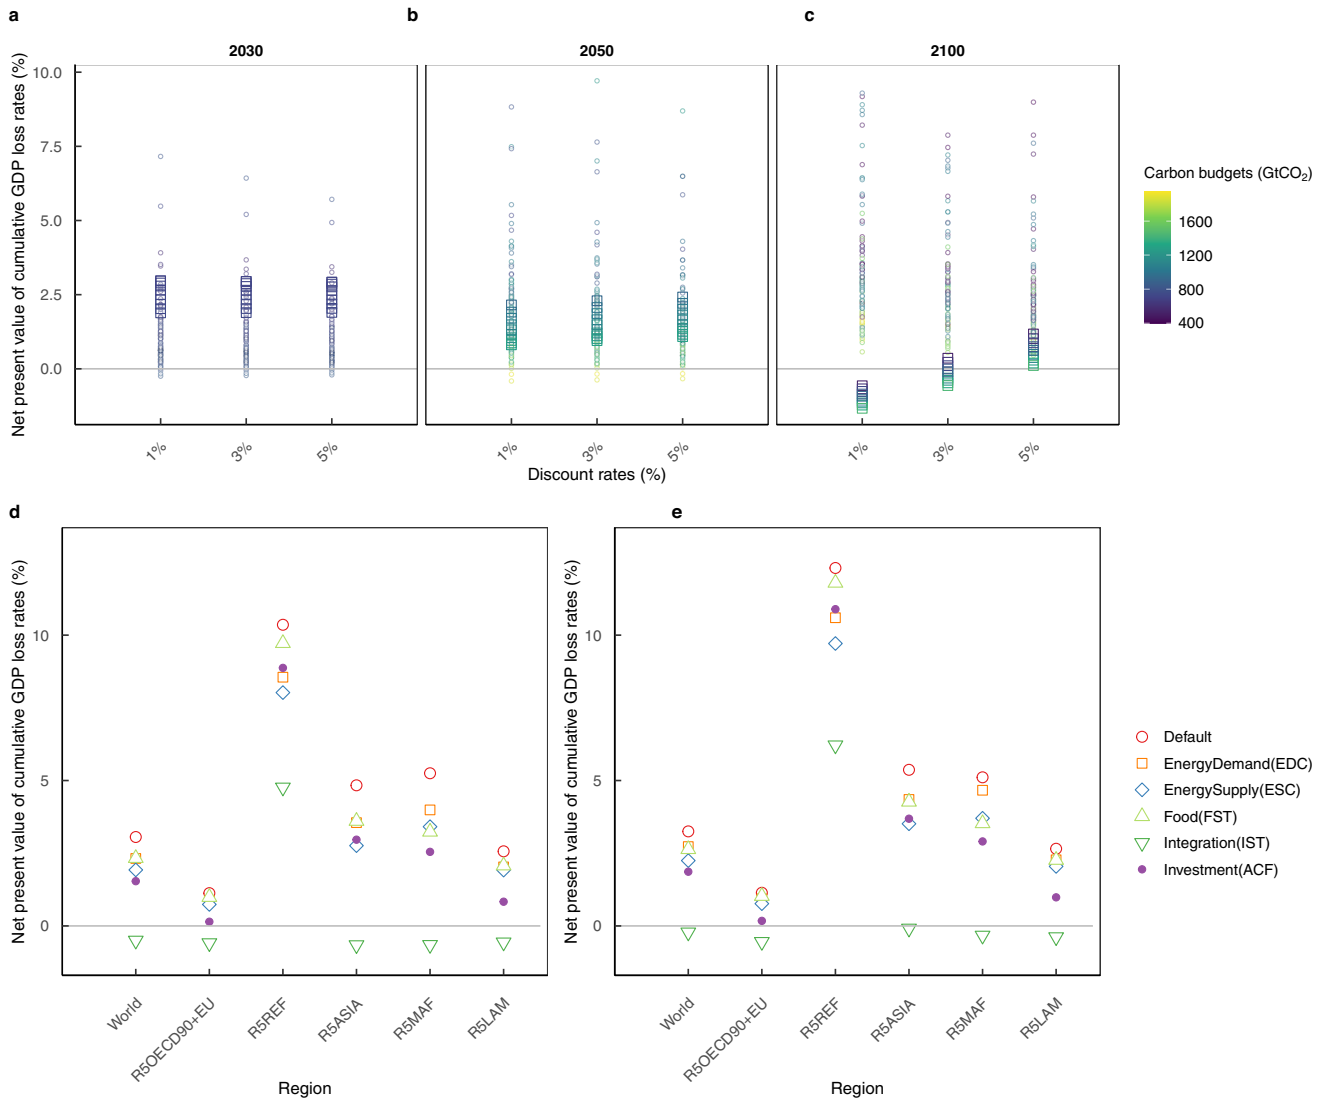 a
b
c
2030
2050
2100
Net present value of cumulative GDP loss rates (%)
10.0
7.5
5.0
2.5
0.0
1%
3%
5%
1%
3%
5%
1%
3%
5%
Discount rates (%)
Carbon budgets (GtCO₂)
1600
1200
800
400
d
e
Net present value of cumulative GDP loss rates (%)
10
5
0
World
R5OECD90+EU
R5REF
R5ASIA
R5MAF
R5LAM
Region
Net present value of cumulative GDP loss rates (%)
10
5
0
World
R5OECD90+EU
R5REF
R5ASIA
R5MAF
R5LAM
Region
Default
EnergyDemand(EDC)
EnergySupply(ESC)
Food(FST)
Integration(IST)
Investment(ACF)